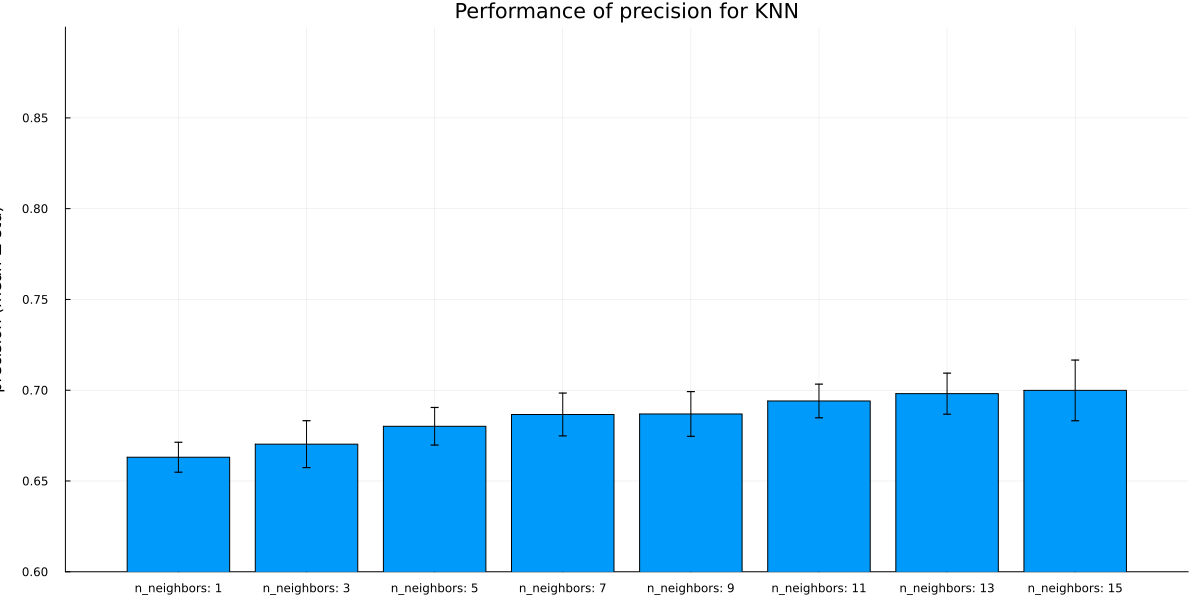 Performance of precision for KNN
0.85
0.80
0.75
0.70
0.65
0.60
n_neighbors: 1
n_neighbors: 3
n_neighbors: 5
n_neighbors: 7
n_neighbors: 9
n_neighbors: 11
n_neighbors: 13
n_neighbors: 15